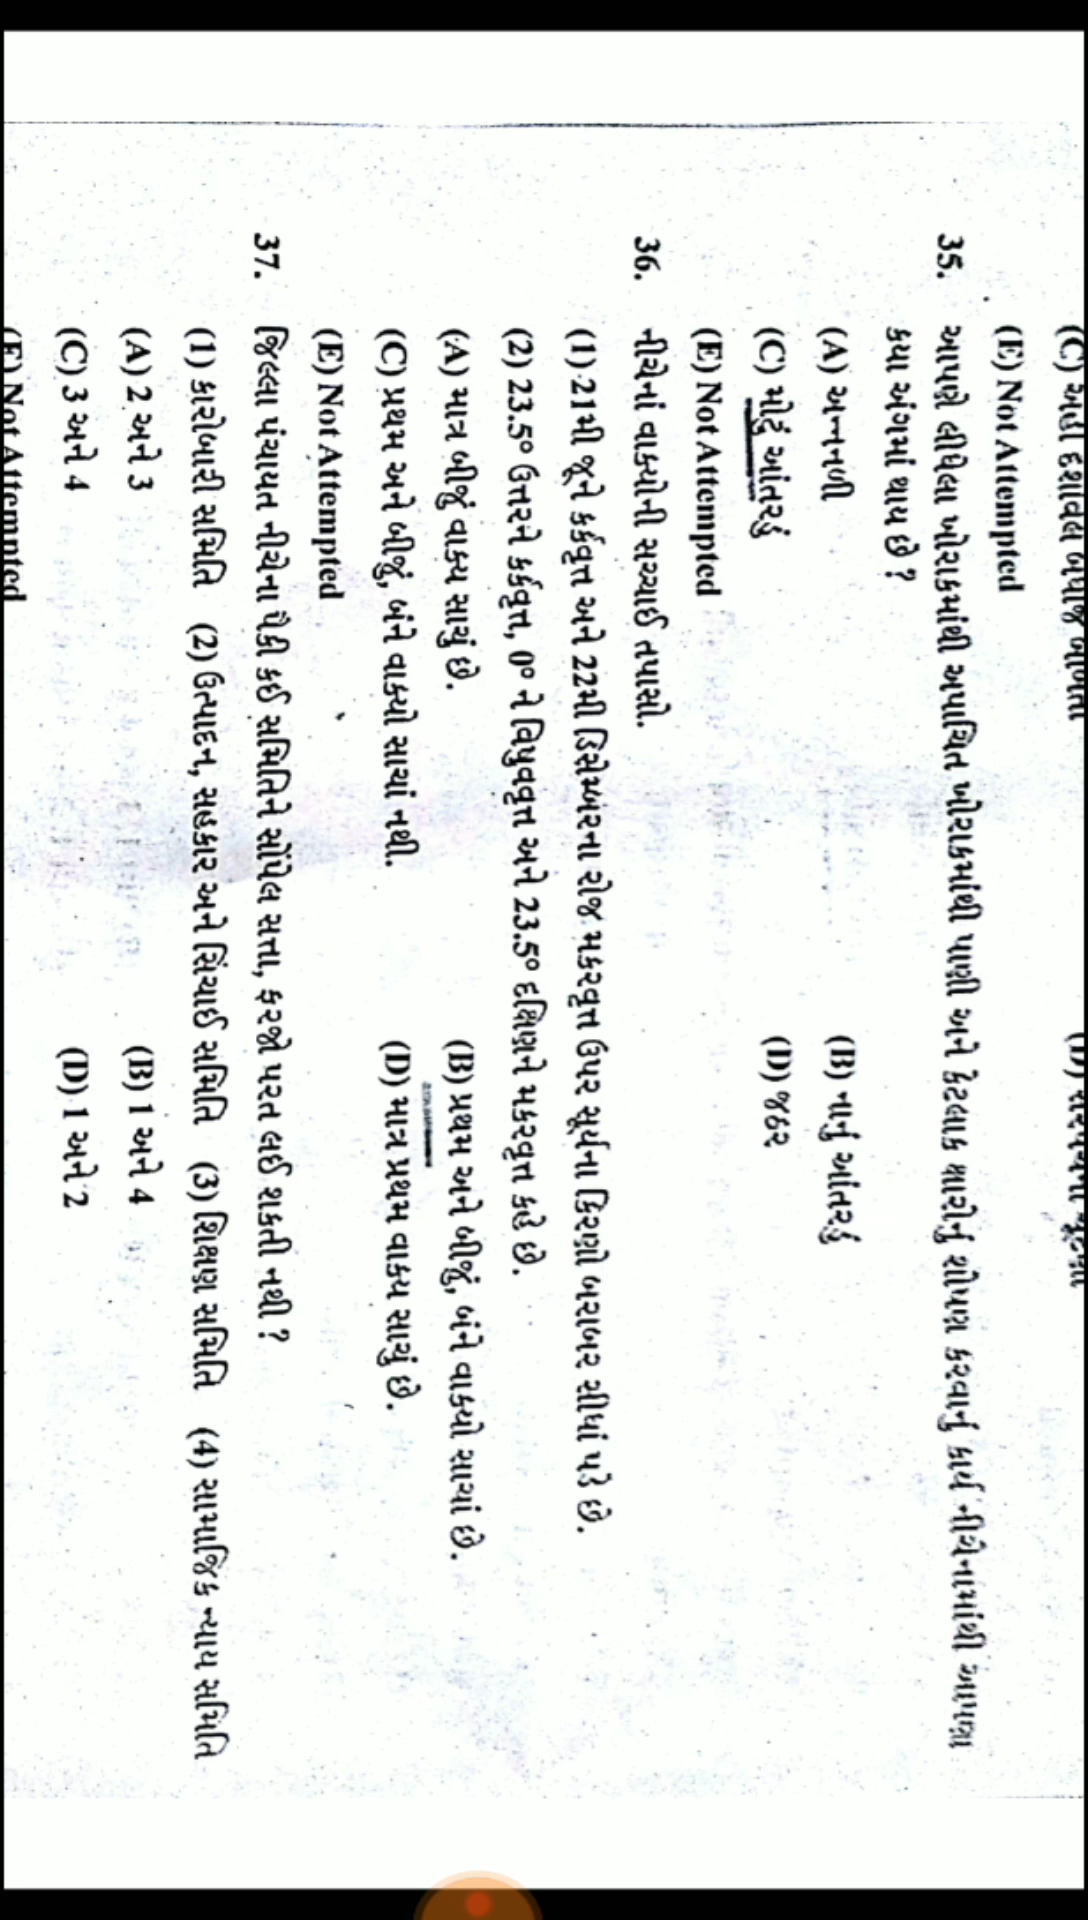 (E) Not Attempted
35. આપણે લીધેલા ખોરાકમાંથી અપાચિત ખોરાકમાંથી પાણી અને કેટલાક ક્ષારોનું શોષણ કરવાનું કાર્ય નીચેનામાંથી આપણા
કયા અંગમાં થાય છે ?
(A) અન્નનળી (B) નાનું આંતરડું
(C) મોટું આંતરડું (D) જઠર
(E) Not Attempted
36. નીચેનાં વાક્યોની સચ્ચાઈ તપાસો.
(1) 21મી જૂને કર્કવૃત્ત અને 22મી ડિસેમ્બરના રોજ મકરવૃત્ત ઉપર સૂર્યના કિરણો બરાબર સીધાં પડે છે.
(2) 23.5° ઉત્તરને કર્કવૃત્ત, 0° ને વિષુવવૃત્ત અને 23.5° દક્ષિણને મકરવૃત્ત કહે છે.
(A) માત્ર બીજું વાક્ય સાચું છે. (B) પ્રથમ અને બીજું, બંને વાક્યો સાચાં છે.
(C) પ્રથમ અને બીજું, બંને વાક્યો સાચાં નથી. (D) માત્ર પ્રથમ વાક્ય સાચું છે.
(E) Not Attempted
37. જિલ્લા પંચાયત નીચેના પૈકી કઈ સમિતિને સોંપેલ સત્તા, ફરજો પરત લઈ શકતી નથી ?
(1) કારોબારી સમિતિ (2) ઉત્પાદન, સહકાર અને સિંચાઈ સમિતિ (3) શિક્ષણ સમિતિ (4) સામાજિક ન્યાય સમિતિ
(A) 2 અને 3 (B) 1 અને 4
(C) 3 અને 4 (D) 1 અને 2
(E) Not Attempted